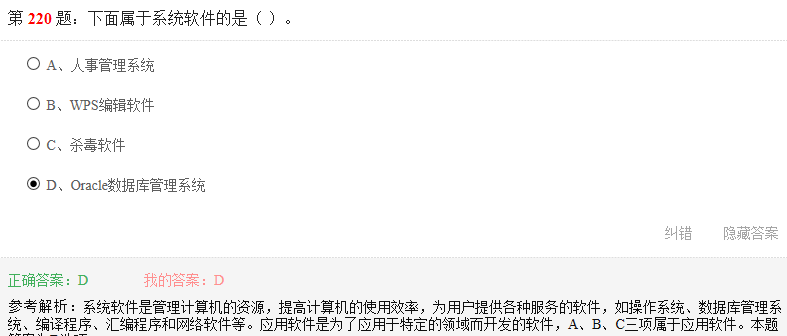 第 220 题：下面属于系统软件的是（ ）。
A、人事管理系统
B、WPS编辑软件
C、杀毒软件
D、Oracle数据库管理系统
纠错 隐藏答案
正确答案：D 我的答案：D
参考解析：系统软件是管理计算机的资源，提高计算机的使用效率，为用户提供各种服务的软件，如操作系统、数据库管理系
统、编译程序、汇编程序和网络软件等。应用软件是为了应用于特定的领域而开发的软件，A、B、C三项属于应用软件。本题